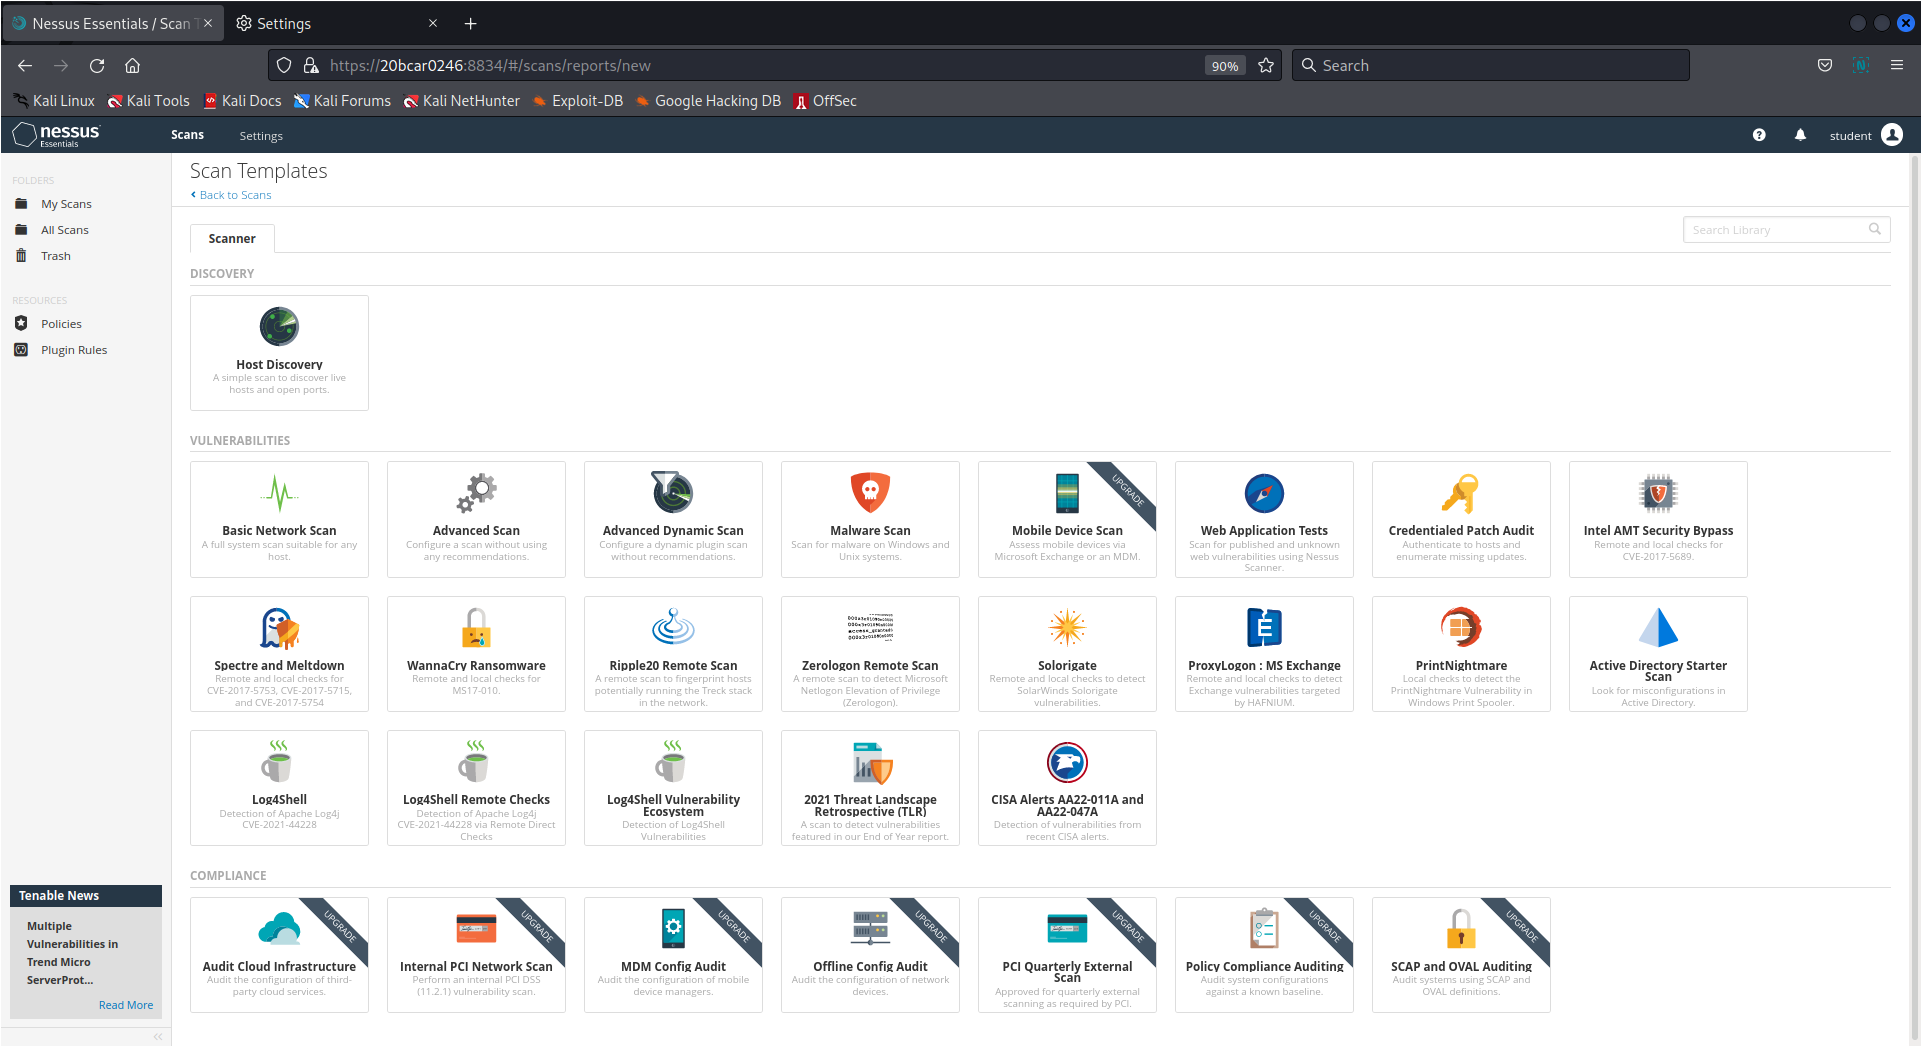 Nessus Essentials / Scan T
Settings
https://20bcar0246:8834/#/scans/reports/new
90%
Search
Kali Linux
Kali Tools
Kali Docs
Kali Forums
Kali NetHunter
Exploit-DB
Google Hacking DB
OffSec
nessus
Essentials
Scans
Settings
student
FOLDERS
My Scans
All Scans
Trash
RESOURCES
Policies
Plugin Rules
Tenable News
Multiple
Vulnerabilities in
Trend Micro
ServerProt...
Read More
Scan Templates
Back to Scans
Scanner
Search Library
DISCOVERY
Host Discovery
A simple scan to discover live
hosts and open ports.
VULNERABILITIES
Basic Network Scan
A full system scan suitable for any
host.
Advanced Scan
Configure a scan without using
any recommendations.
Advanced Dynamic Scan
Configure a dynamic plugin scan
without recommendations.
Malware Scan
Scan for malware on Windows and
Unix systems.
UPGRADE
Mobile Device Scan
Assess mobile devices via
Microsoft Exchange or an MDM.
Web Application Tests
Scan for published and unknown
web vulnerabilities using Nessus
Scanner.
Credentialed Patch Audit
Authenticate to hosts and
enumerate missing updates.
Intel AMT Security Bypass
Remote and local checks for
CVE-2017-5689.
Spectre and Meltdown
Remote and local checks for
CVE-2017-5753, CVE-2017-5715,
and CVE-2017-5754
WannaCry Ransomware
Remote and local checks for
MS17-010.
Ripple20 Remote Scan
A remote scan to fingerprint hosts
potentially running the Treck stack
in the network.
Zerologon Remote Scan
A remote scan to detect Microsoft
Netlogon Elevation of Privilege
(Zerologon).
Solorigate
Remote and local checks to detect
SolarWinds Solorigate
vulnerabilities.
ProxyLogon : MS Exchange
Remote and local checks to detect
Exchange vulnerabilities targeted
by HAFNIUM.
PrintNightmare
Local checks to detect the
PrintNightmare Vulnerability in
Windows Print Spooler.
Active Directory Starter
Scan
Look for misconfigurations in
Active Directory.
Log4Shell
Detection of Apache Log4j
CVE-2021-44228
Log4Shell Remote Checks
Detection of Apache Log4j
CVE-2021-44228 via Remote Direct
Checks
Log4Shell Vulnerability
Ecosystem
Detection of Log4Shell
Vulnerabilities
2021 Threat Landscape
Retrospective (TLR)
A scan to detect vulnerabilities
featured in our End of Year report.
CISA Alerts AA22-011A and
AA22-047A
Detection of vulnerabilities from
recent CISA alerts.
COMPLIANCE
UPGRADE
Audit Cloud Infrastructure
Audit the configuration of third-
party cloud services.
UPGRADE
Internal PCI Network Scan
Perform an internal PCI DSS
(11.2.1) vulnerability scan.
UPGRADE
MDM Config Audit
Audit the configuration of mobile
device managers.
UPGRADE
Offline Config Audit
Audit the configuration of network
devices.
UPGRADE
PCI Quarterly External
Scan
Approved for quarterly external
scanning as required by PCI.
UPGRADE
Policy Compliance Auditing
Audit system configurations
against a known baseline.
UPGRADE
SCAP and OVAL Auditing
Audit systems using SCAP and
OVAL definitions.